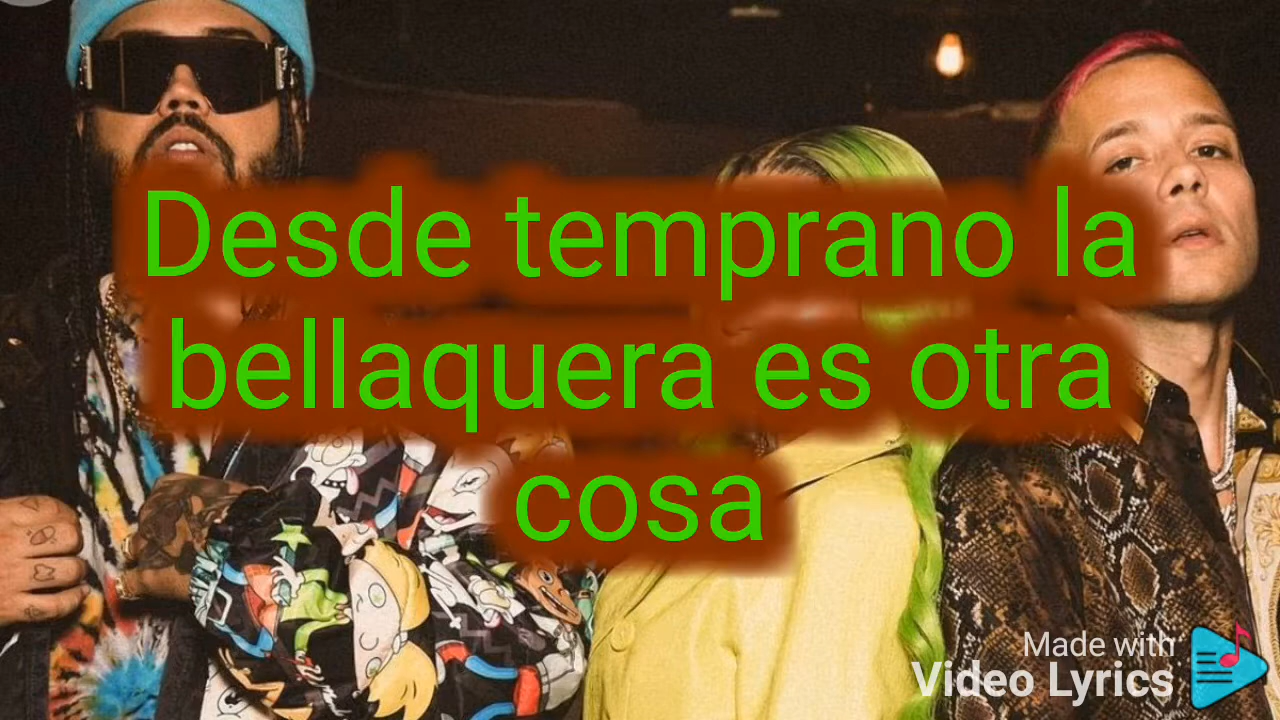 Desde temprano la
bellaquera es otra
cosa
Made with
Video Lyrics